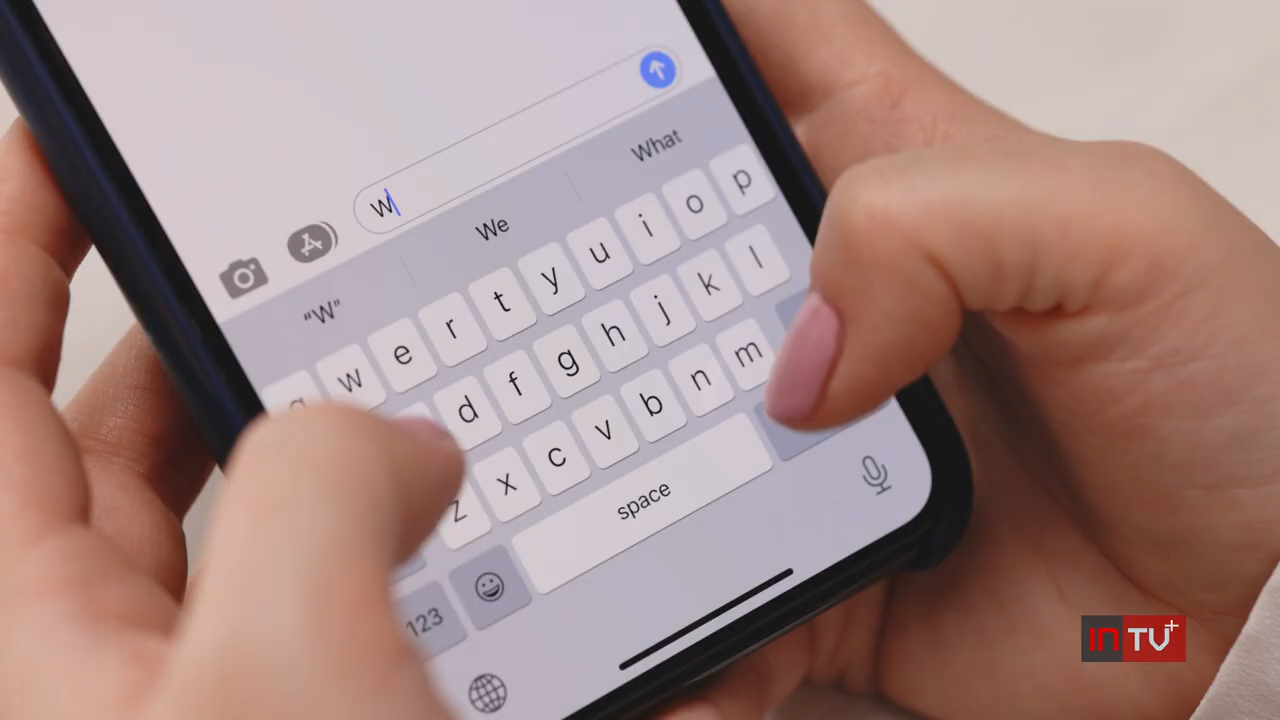 w
"W" We What
q w e r t y u i o p
d f g h j k l
z x c v b n m
123 space
INTV+